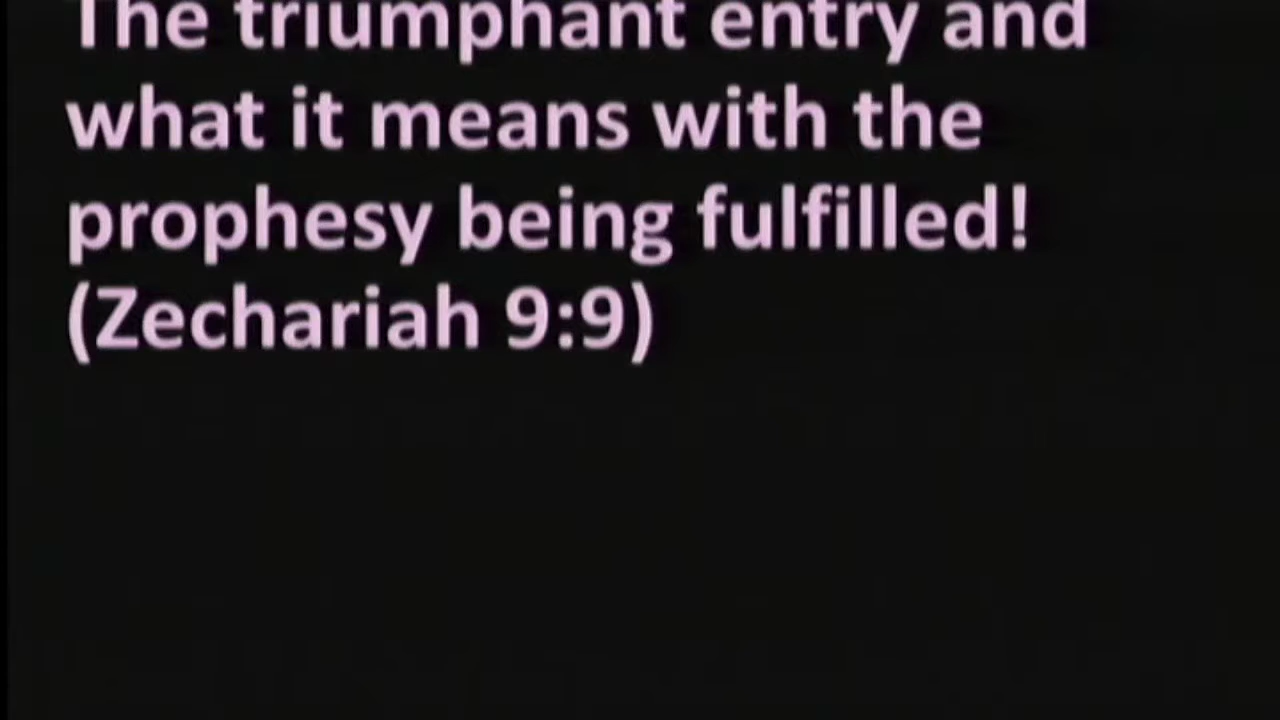 The triumphant entry and
what it means with the
prophesy being fulfilled!
(Zechariah 9:9)